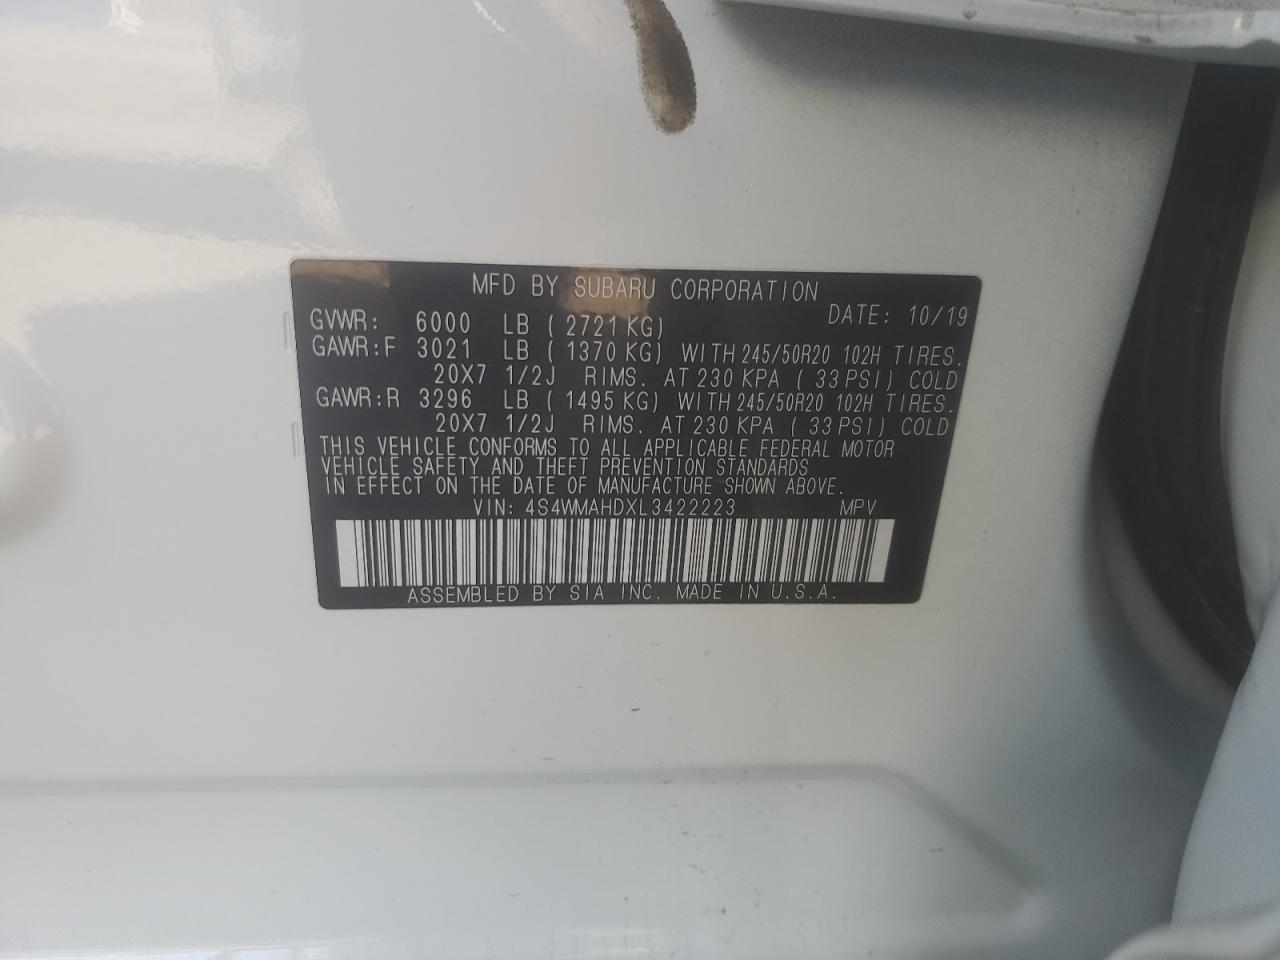 MFD BY SUBARU CORPORATION
DATE: 10/19
GVWR: 6000 LB ( 2721 KG)
GAWR:F 3021 LB ( 1370 KG) WITH 245/50R20 102H TIRES.
20X7 1/2J RIMS. AT 230 KPA ( 33 PSI) COLD
GAWR:R 3296 LB ( 1495 KG) WITH 245/50R20 102H TIRES.
20X7 1/2J RIMS. AT 230 KPA ( 33 PSI) COLD
THIS VEHICLE CONFORMS TO ALL APPLICABLE FEDERAL MOTOR
VEHICLE SAFETY AND THEFT PREVENTION STANDARDS
IN EFFECT ON THE DATE OF MANUFACTURE SHOWN ABOVE.
VIN: 4S4WMAHDXL3422223 MPV
ASSEMBLED BY SIA INC. MADE IN U.S.A.